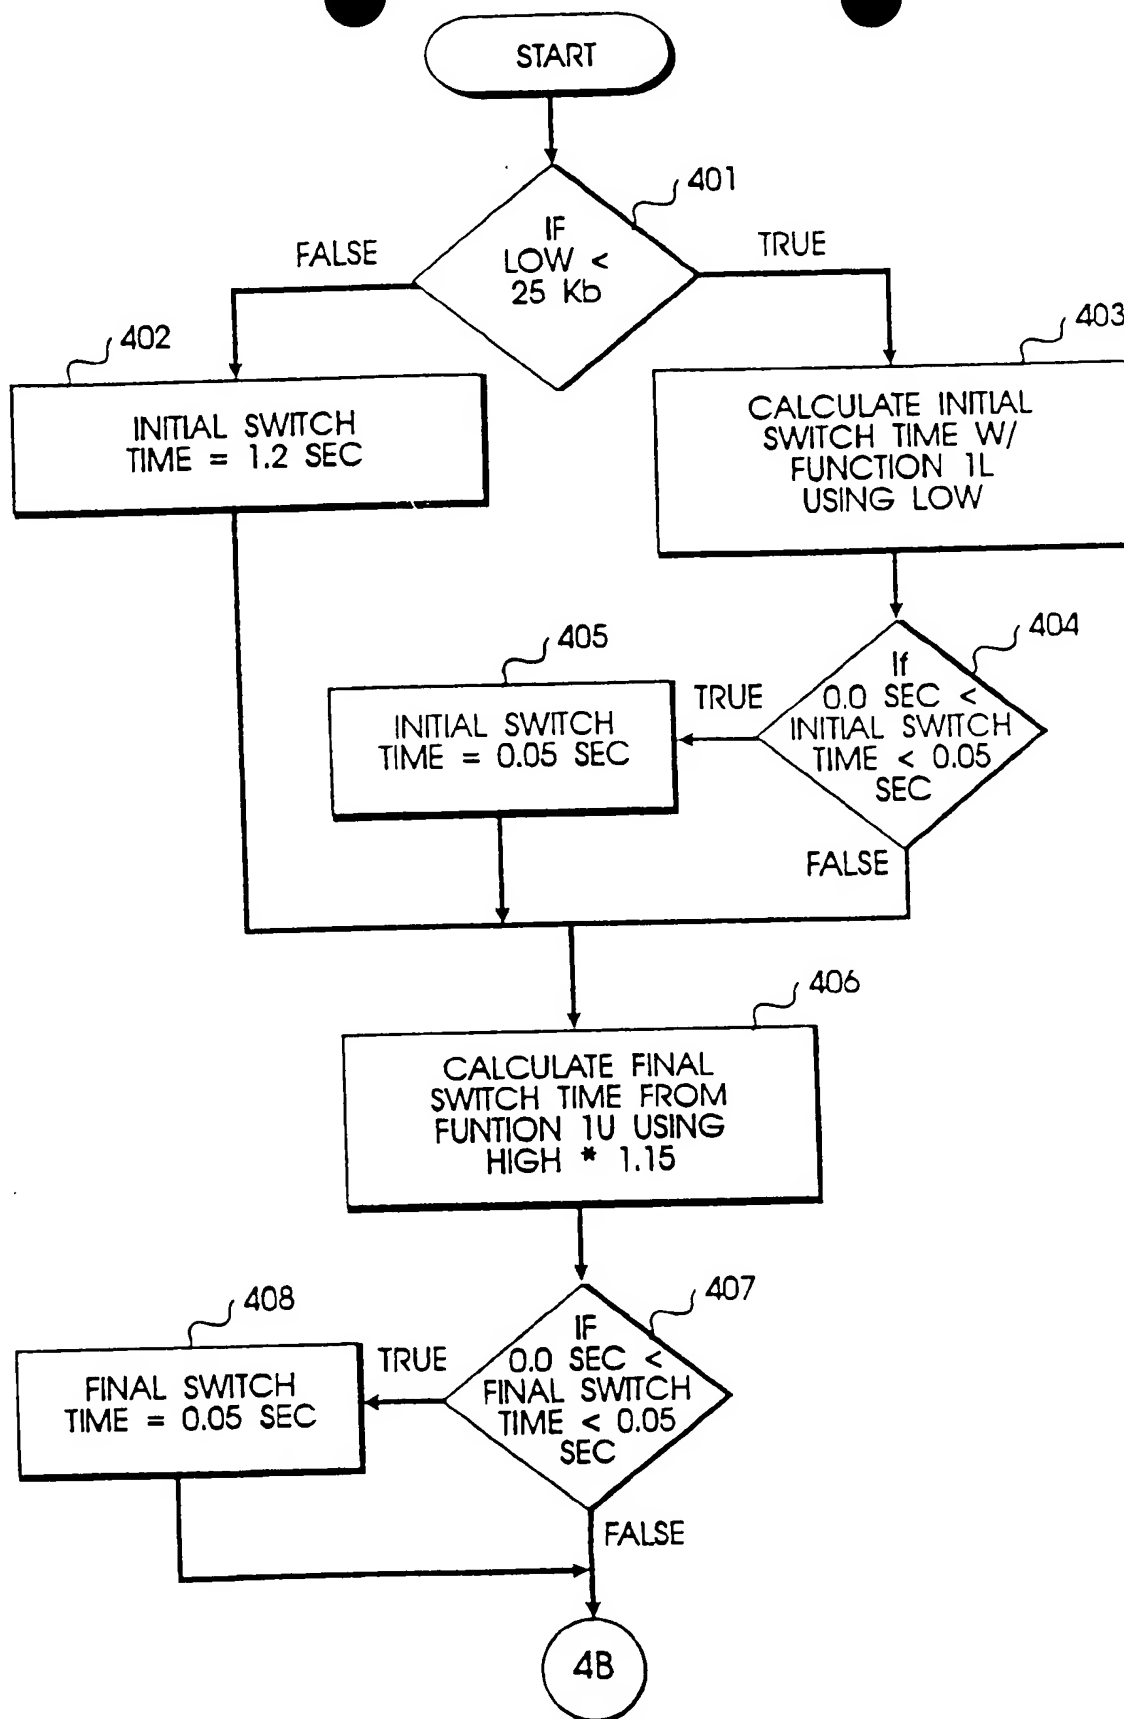 START
401
IF
LOW <
25 Kb
FALSE
TRUE
402
INITIAL SWITCH
TIME = 1.2 SEC
403
CALCULATE INITIAL
SWITCH TIME W/
FUNCTION 1L
USING LOW
404
If
0.0 SEC <
INITIAL SWITCH
TIME < 0.05
SEC
TRUE
405
INITIAL SWITCH
TIME = 0.05 SEC
FALSE
406
CALCULATE FINAL
SWITCH TIME FROM
FUNTION 1U USING
HIGH * 1.15
407
IF
0.0 SEC <
FINAL SWITCH
TIME < 0.05
SEC
TRUE
408
FINAL SWITCH
TIME = 0.05 SEC
FALSE
4B